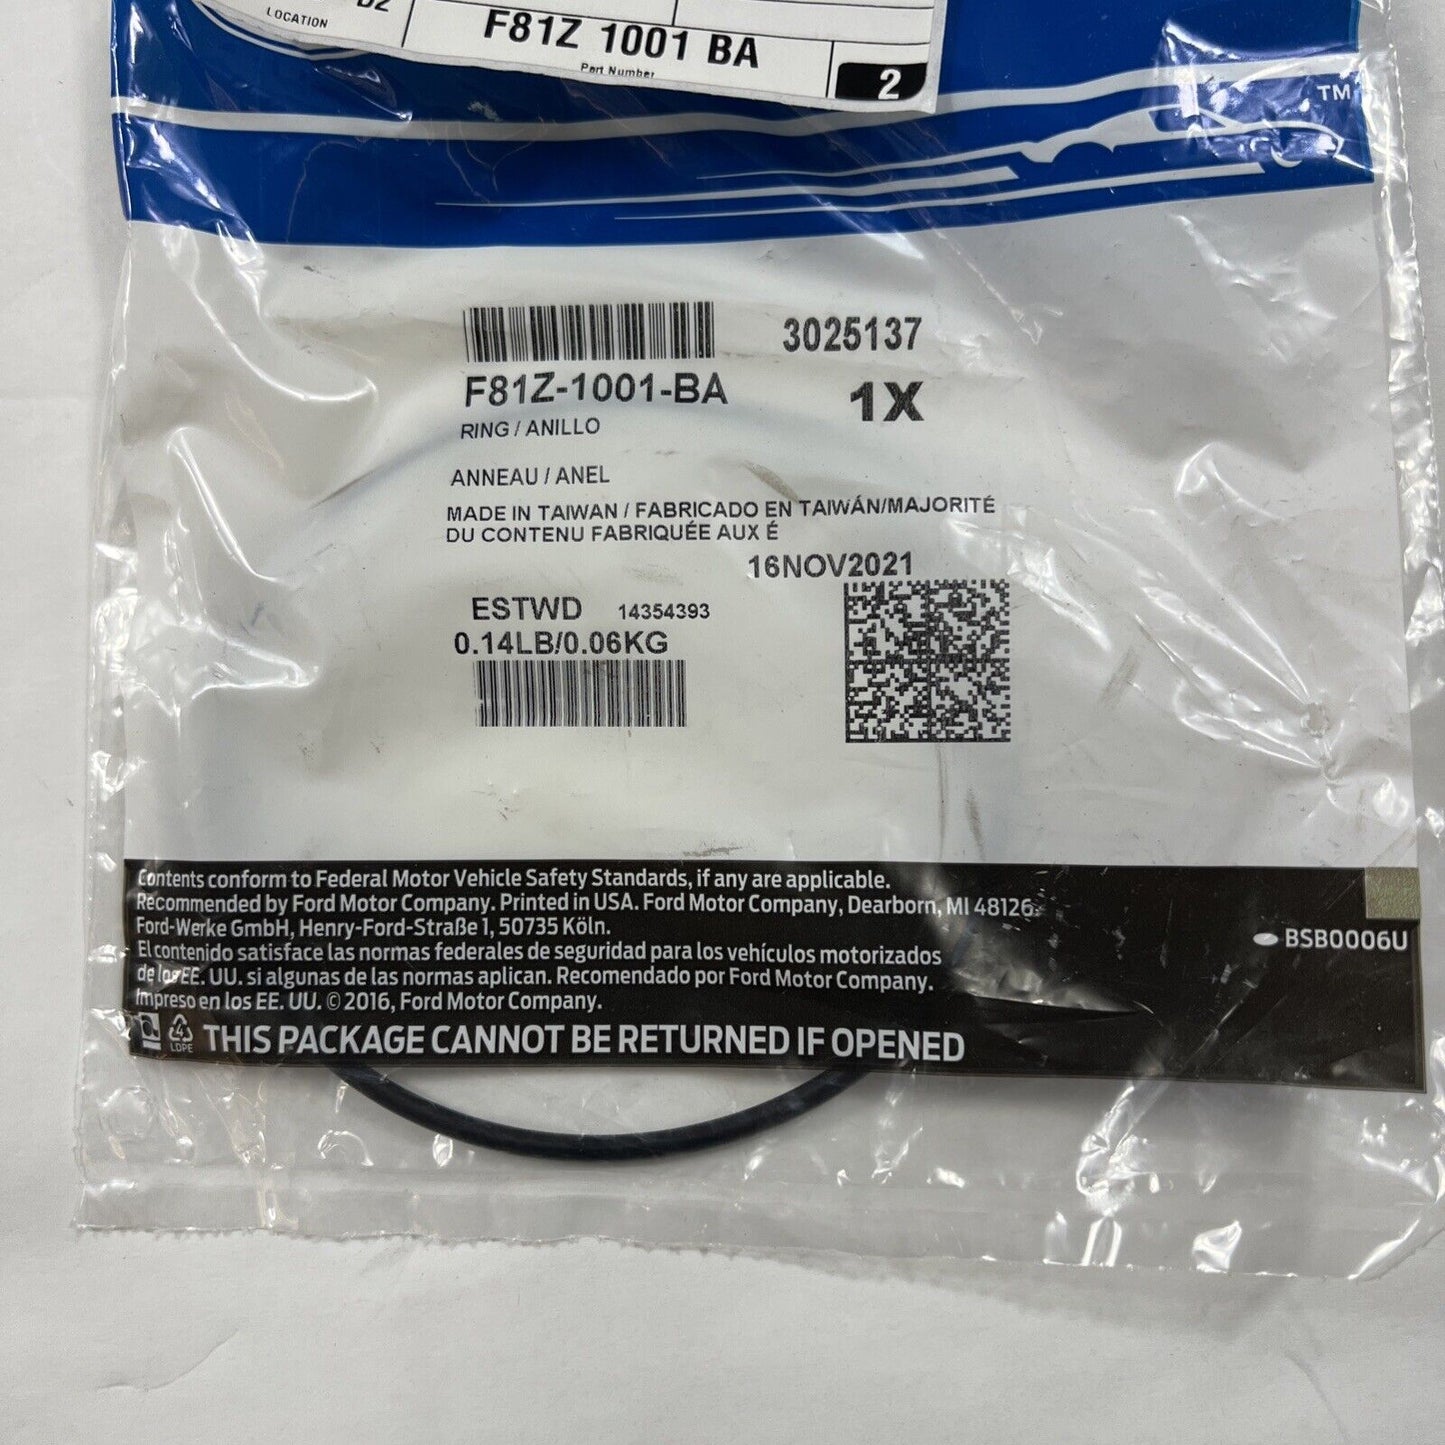 LOCATION
F81Z 1001 BA
Part Number
2
TM
3025137
F81Z-1001-BA
1X
RING / ANILLO
ANNEAU / ANEL
MADE IN TAIWAN / FABRICADO EN TAIWÁN/MAJORITÉ
DU CONTENU FABRIQUÉE AUX É
16NOV2021
ESTWD 14354393
0.14LB/0.06KG
Contents conform to Federal Motor Vehicle Safety Standards, if any are applicable.
Recommended by Ford Motor Company. Printed in USA. Ford Motor Company, Dearborn, MI 48126.
Ford-Werke GmbH, Henry-Ford-Straße 1, 50735 Köln.
El contenido satisface las normas federales de seguridad para los vehículos motorizados
de los EE. UU. si algunas de las normas aplican. Recomendado por Ford Motor Company.
Impreso en los EE. UU. © 2016, Ford Motor Company.
BSB0006U
4
LDPE
THIS PACKAGE CANNOT BE RETURNED IF OPENED